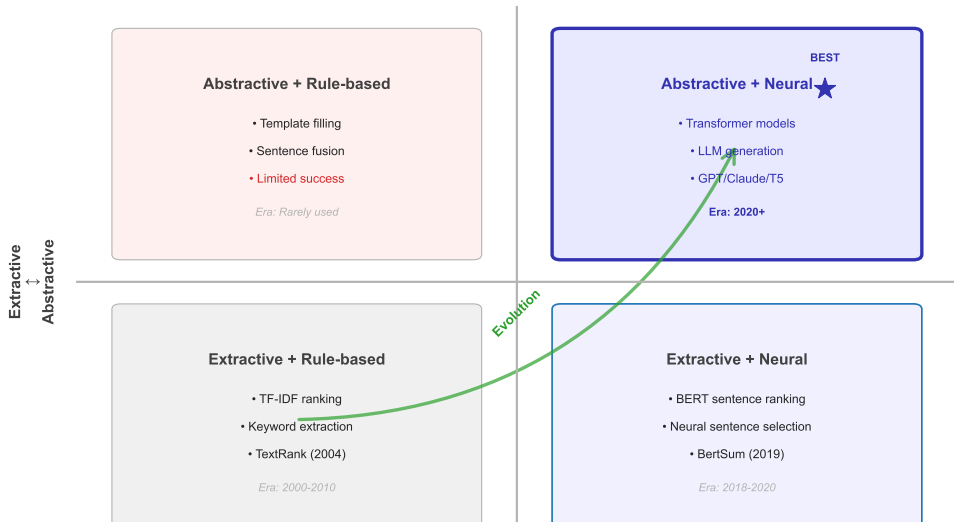 Abstractive + Rule-based
• Template filling
• Sentence fusion
• Limited success
Era: Rarely used
BEST
Abstractive + Neural
• Transformer models
• LLM generation
• GPT/Claude/T5
Era: 2020+
Extractive
↔
Abstractive
Evolution
Extractive + Rule-based
• TF-IDF ranking
• Keyword extraction
• TextRank (2004)
Era: 2000-2010
Extractive + Neural
• BERT sentence ranking
• Neural sentence selection
• BertSum (2019)
Era: 2018-2020